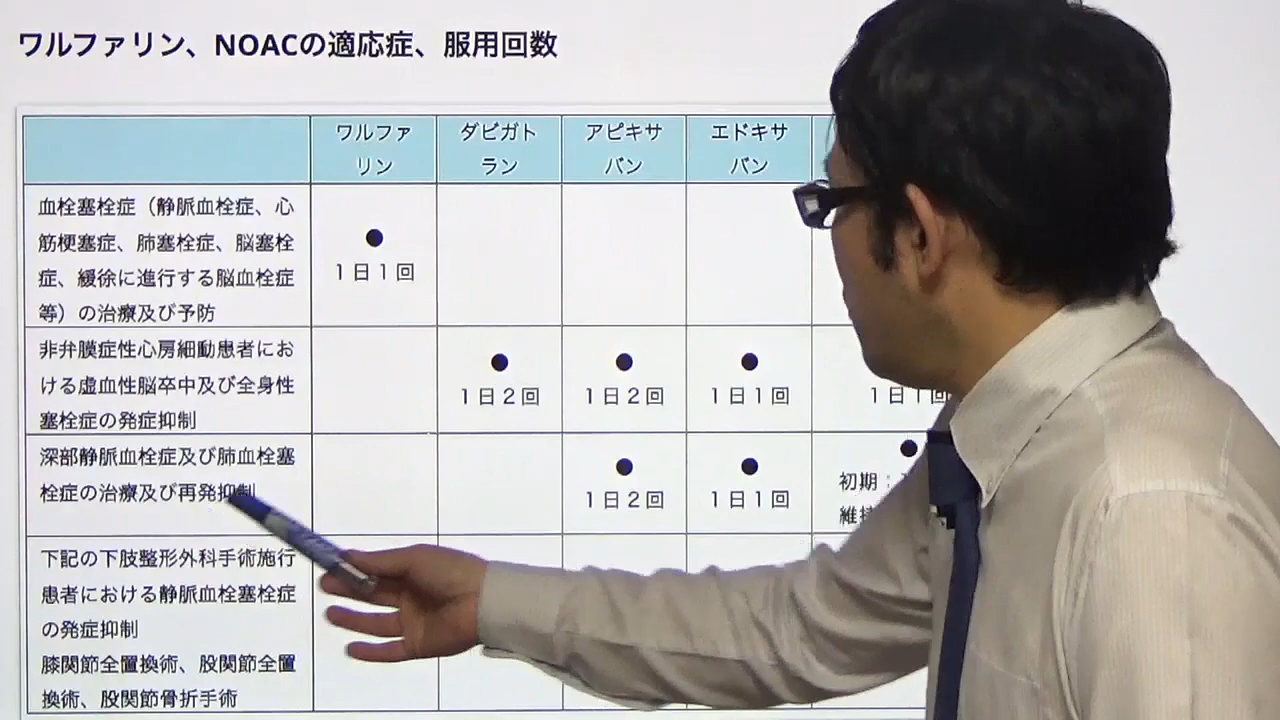 ワルファリン、NOACの適応症、服用回数
ワルファ
リン
ダビガト
ラン
アピキサ
バン
エドキサ
バン
血栓塞栓症（静脈血栓症、心
筋梗塞症、肺塞栓症、脳塞栓
症、緩徐に進行する脳血栓症
等）の治療及び予防
●
１日１回
非弁膜症性心房細動患者にお
ける虚血性脳卒中及び全身性
塞栓症の発症抑制
●
１日２回
●
１日２回
●
１日１回
１日１回
深部静脈血栓症及び肺血栓塞
栓症の治療及び再発抑制
●
１日２回
●
１日１回
●
初期：
維持
下記の下肢整形外科手術施行
患者における静脈血栓塞栓症
の発症抑制
膝関節全置換術、股関節全置
換術、股関節骨折手術